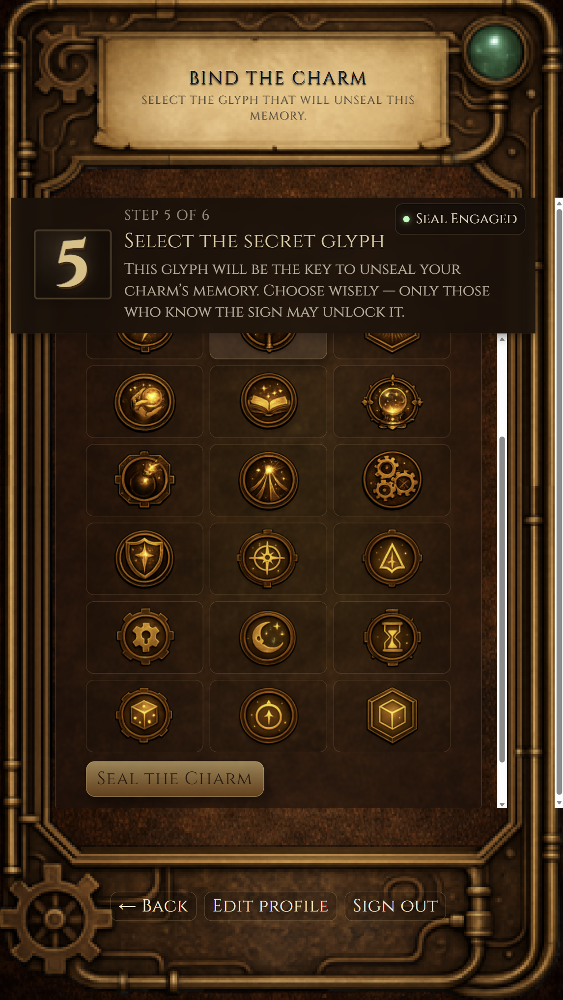 BIND THE CHARM
SELECT THE GLYPH THAT WILL UNSEAL THIS
MEMORY.
STEP 5 OF 6
Seal Engaged
5
Select the secret glyph
This glyph will be the key to unseal your
charm’s memory. Choose wisely — only those
who know the sign may unlock it.
Seal the Charm
← Back
Edit profile
Sign out